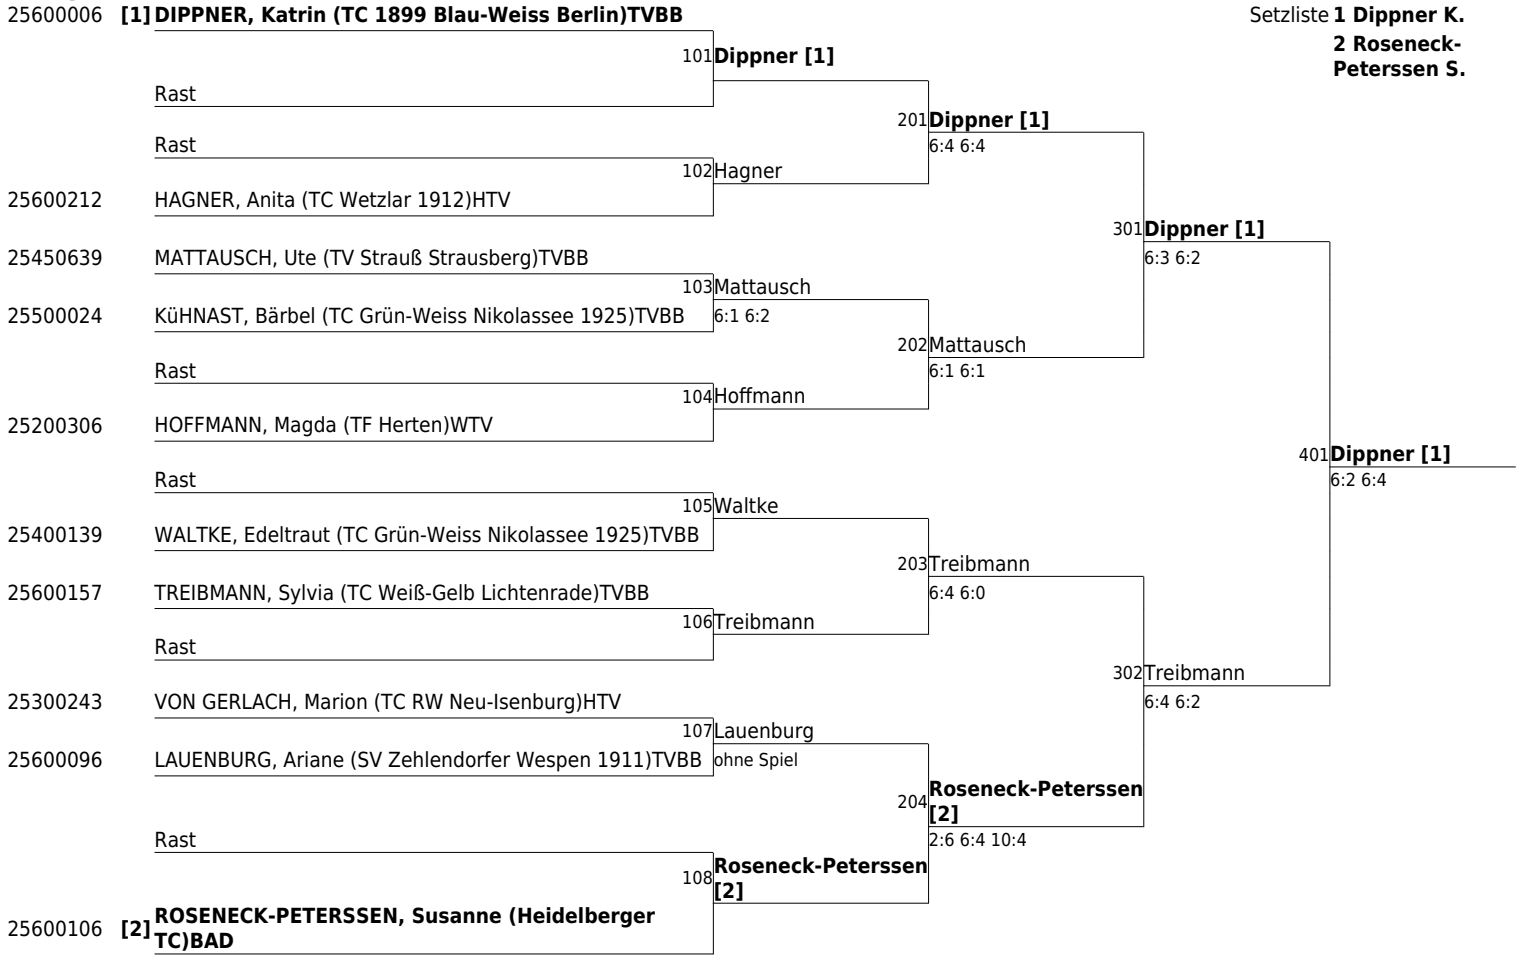 25600006 [1] DIPPNER, Katrin (TC 1899 Blau-Weiss Berlin)TVBB
Setzliste 1 Dippner K.
2 Roseneck-
Peterssen S.
101 Dippner [1]
Rast
201 Dippner [1]
6:4 6:4
Rast
102 Hagner
25600212 HAGNER, Anita (TC Wetzlar 1912)HTV
301 Dippner [1]
6:3 6:2
25450639 MATTAUSCH, Ute (TV Strauß Strausberg)TVBB
103 Mattausch
6:1 6:2
25500024 KüHNAST, Bärbel (TC Grün-Weiss Nikolassee 1925)TVBB
202 Mattausch
6:1 6:1
Rast
104 Hoffmann
25200306 HOFFMANN, Magda (TF Herten)WTV
401 Dippner [1]
6:2 6:4
Rast
105 Waltke
25400139 WALTKE, Edeltraut (TC Grün-Weiss Nikolassee 1925)TVBB
203 Treibmann
6:4 6:0
25600157 TREIBMANN, Sylvia (TC Weiß-Gelb Lichtenrade)TVBB
106 Treibmann
Rast
302 Treibmann
6:4 6:2
25300243 VON GERLACH, Marion (TC RW Neu-Isenburg)HTV
107 Lauenburg
ohne Spiel
25600096 LAUENBURG, Ariane (SV Zehlendorfer Wespen 1911)TVBB
204 Roseneck-Peterssen
[2]
2:6 6:4 10:4
Rast
108 Roseneck-Peterssen
[2]
25600106 [2] ROSENECK-PETERSSEN, Susanne (Heidelberger
TC)BAD